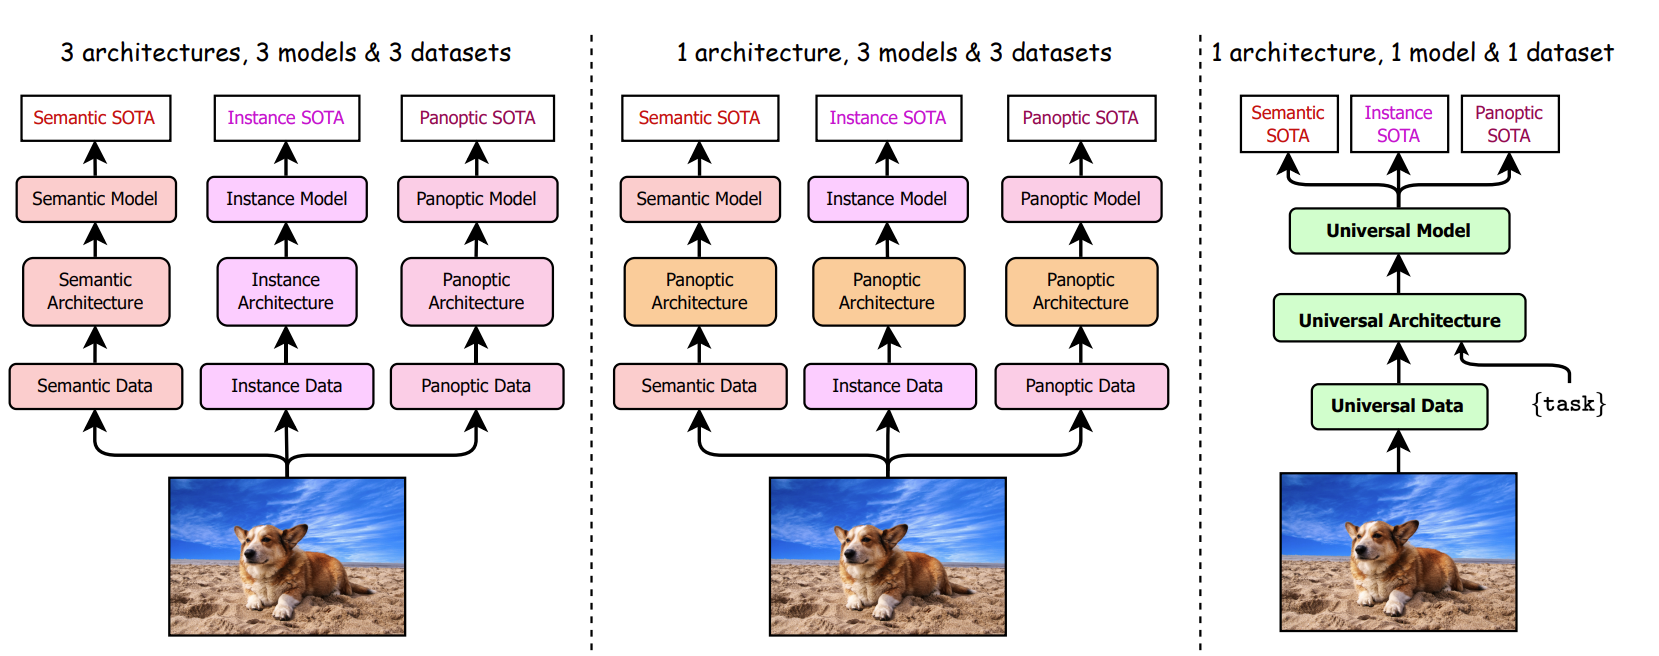 3 architectures, 3 models & 3 datasets
Semantic SOTA
Instance SOTA
Panoptic SOTA
Semantic Model
Instance Model
Panoptic Model
Semantic
Architecture
Instance
Architecture
Panoptic
Architecture
Semantic Data
Instance Data
Panoptic Data
1 architecture, 3 models & 3 datasets
Semantic SOTA
Instance SOTA
Panoptic SOTA
Semantic Model
Instance Model
Panoptic Model
Panoptic
Architecture
Panoptic
Architecture
Panoptic
Architecture
Semantic Data
Instance Data
Panoptic Data
1 architecture, 1 model & 1 dataset
Semantic
SOTA
Instance
SOTA
Panoptic
SOTA
Universal Model
Universal Architecture
Universal Data
{task}